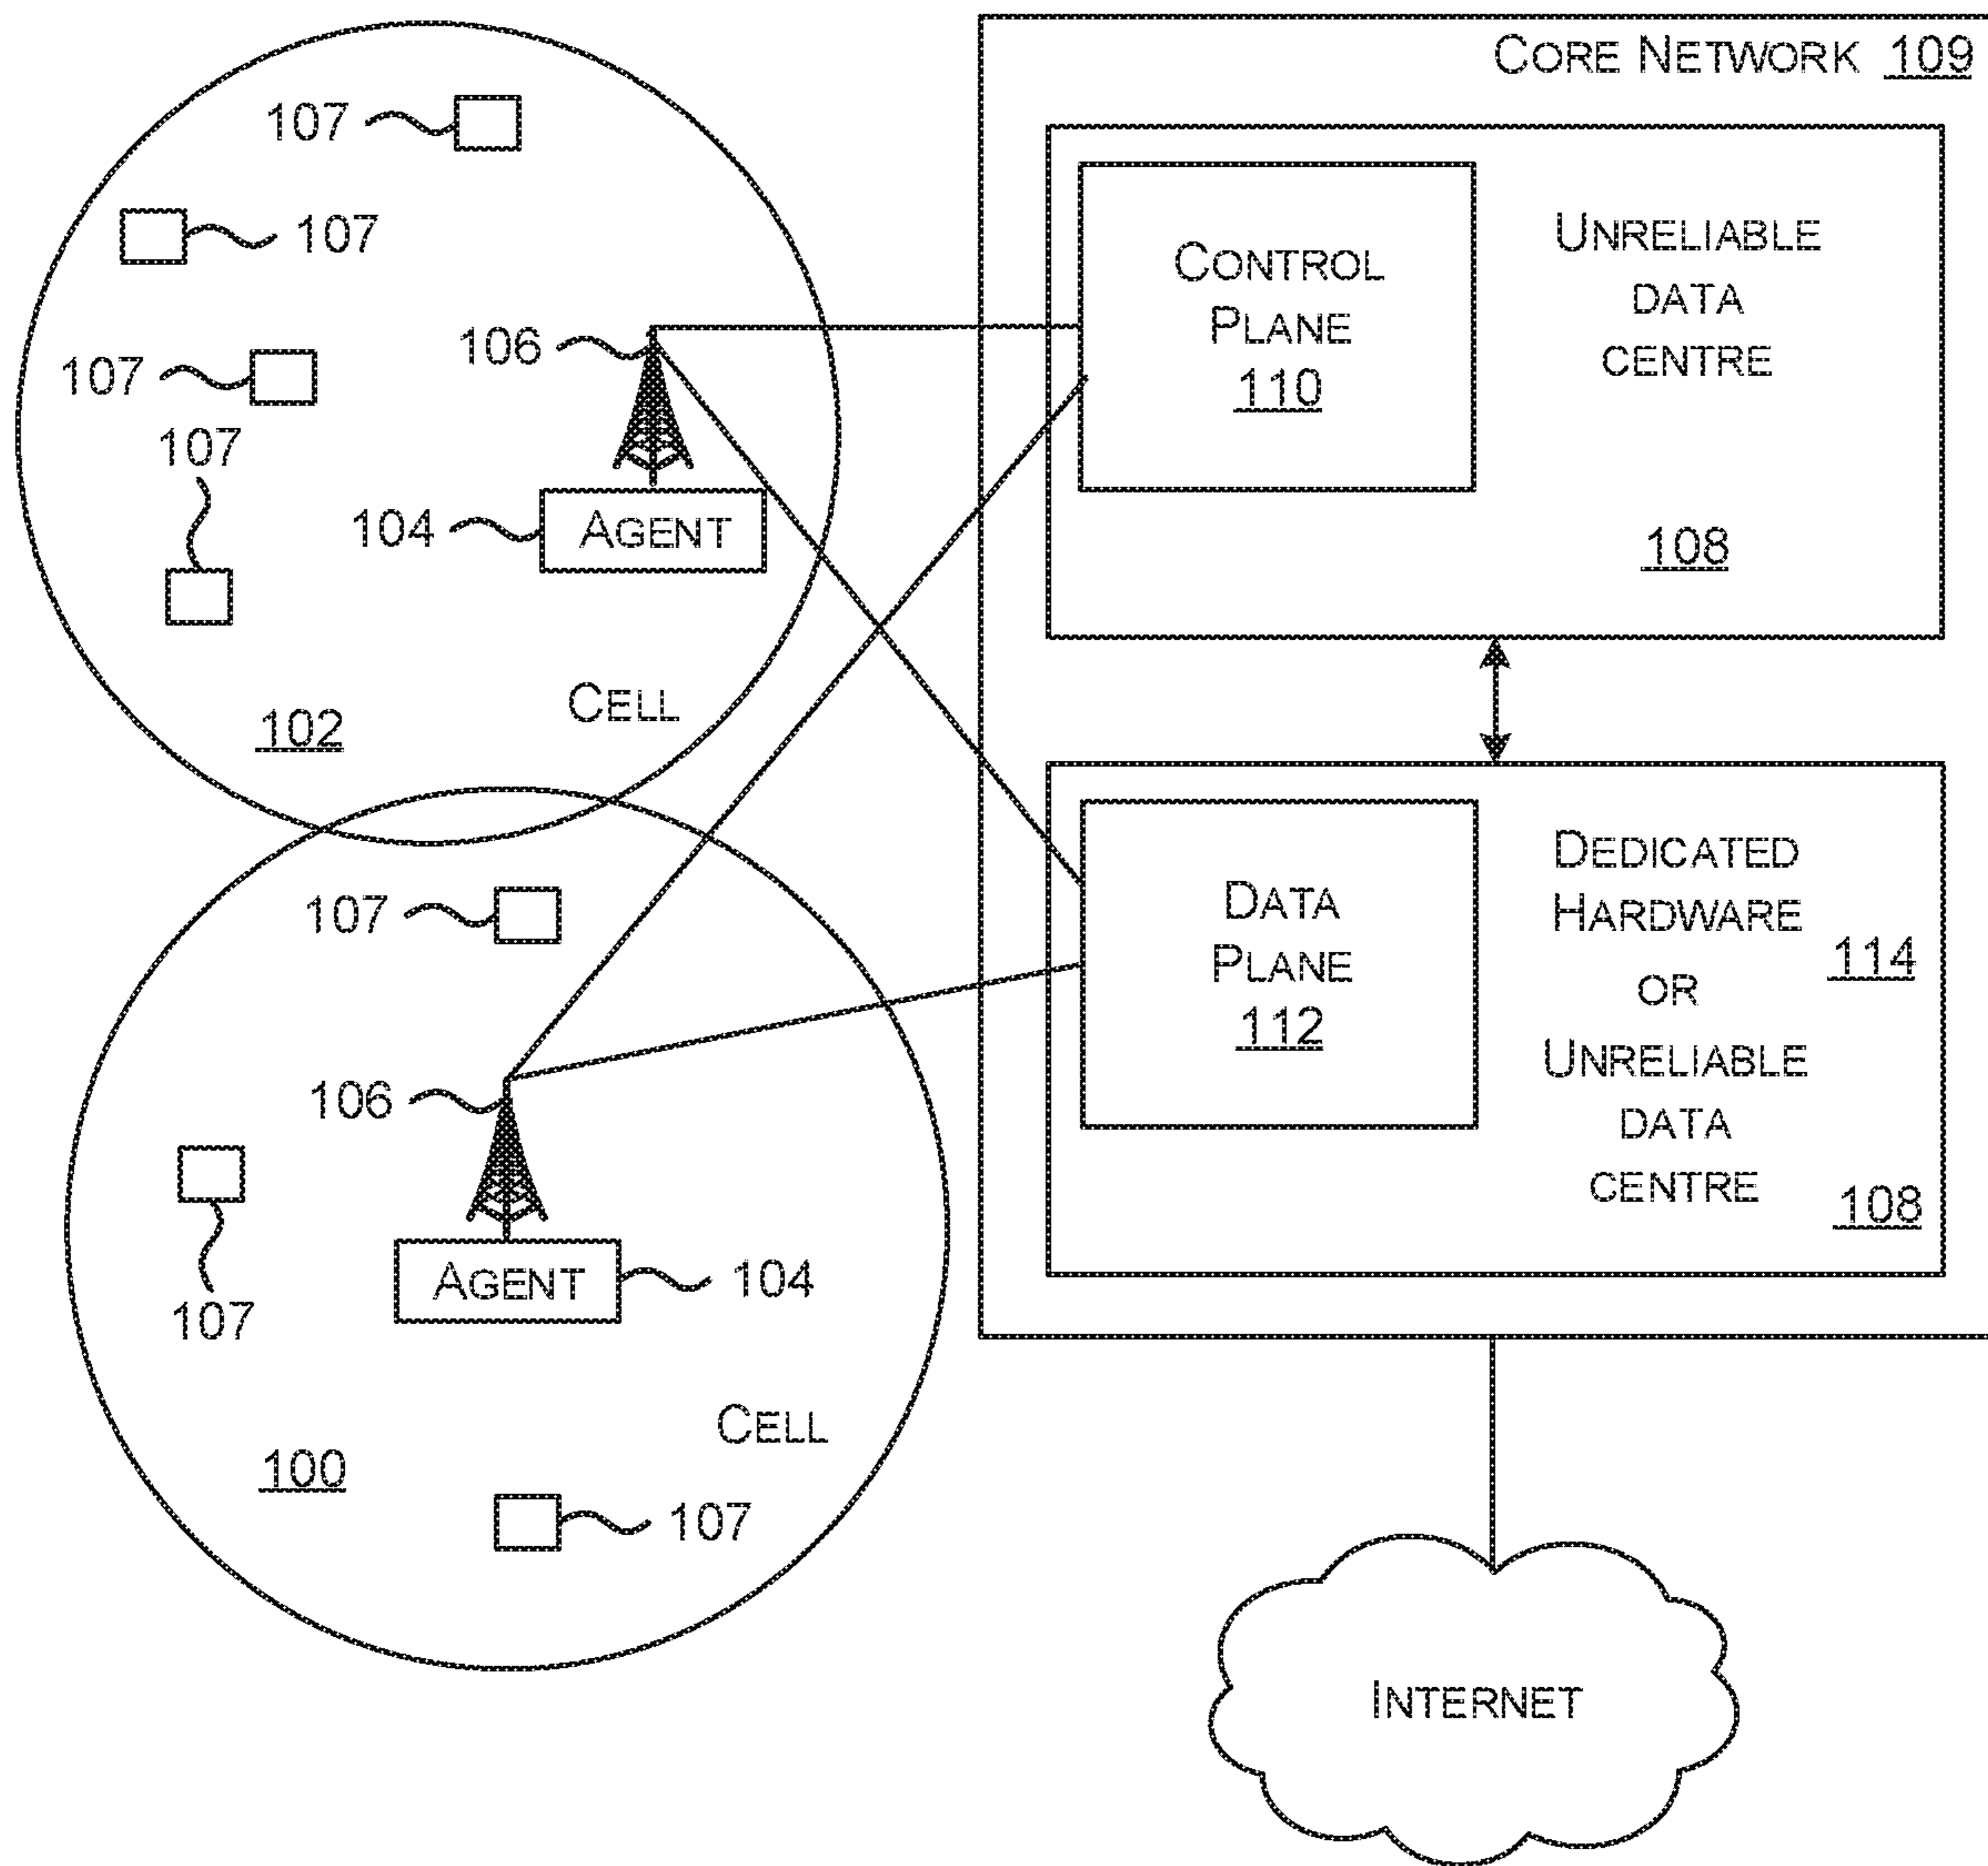 CORE NETWORK 109
107
107
107
107
106
104
AGENT
CELL
102
CONTROL
PLANE
110
UNRELIABLE
DATA
CENTRE
108
107
106
107
AGENT
104
CELL
100
107
DATA
PLANE
112
DEDICATED
HARDWARE
114
OR
UNRELIABLE
DATA
CENTRE
108
INTERNET